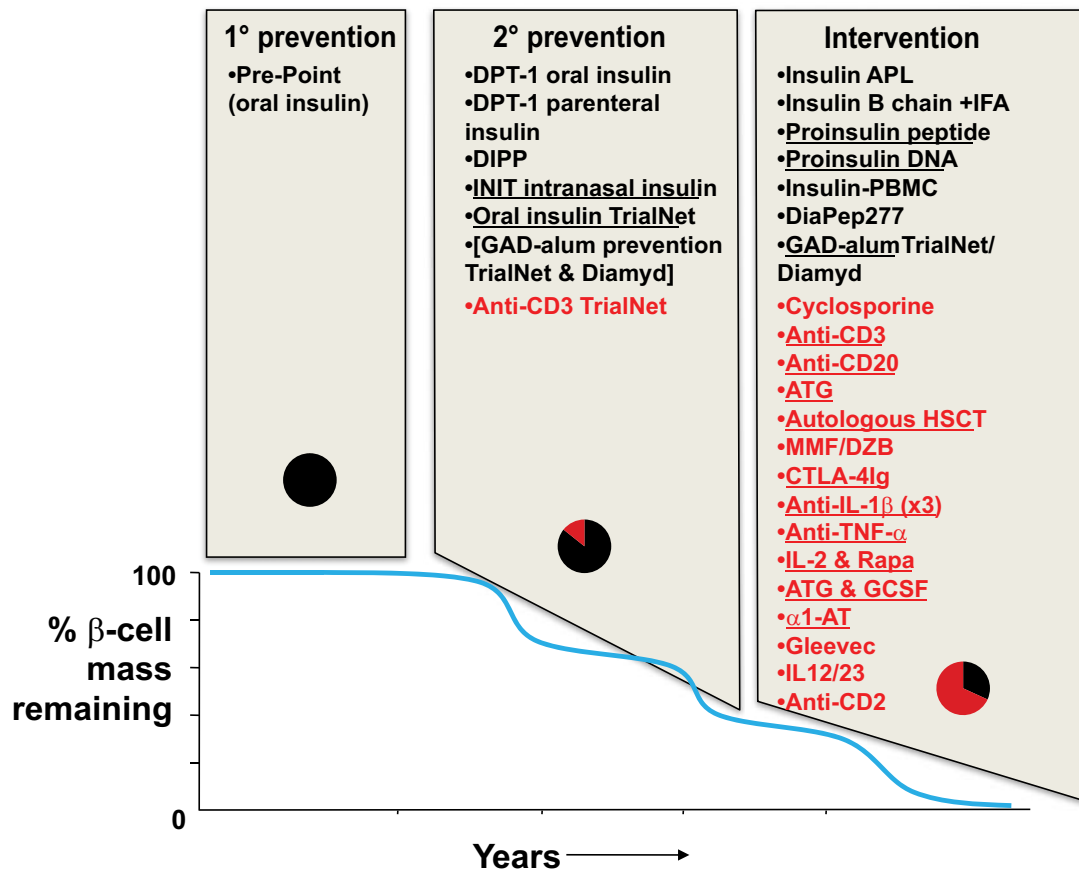 1° prevention
•Pre-Point
(oral insulin)
2° prevention
•DPT-1 oral insulin
•DPT-1 parenteral
insulin
•DIPP
•INIT intranasal insulin
•Oral insulin TrialNet
•[GAD-alum prevention
TrialNet & Diamyd]
•Anti-CD3 TrialNet
Intervention
•Insulin APL
•Insulin B chain +IFA
•Proinsulin peptide
•Proinsulin DNA
•Insulin-PBMC
•DiaPep277
•GAD-alumTrialNet/
Diamyd
•Cyclosporine
•Anti-CD3
•Anti-CD20
•ATG
•Autologous HSCT
•MMF/DZB
•CTLA-4Ig
•Anti-IL-1β (x3)
•Anti-TNF-α
•IL-2 & Rapa
•ATG & GCSF
•α1-AT
•Gleevec
•IL12/23
•Anti-CD2
100
% β-cell
mass
remaining
0
Years